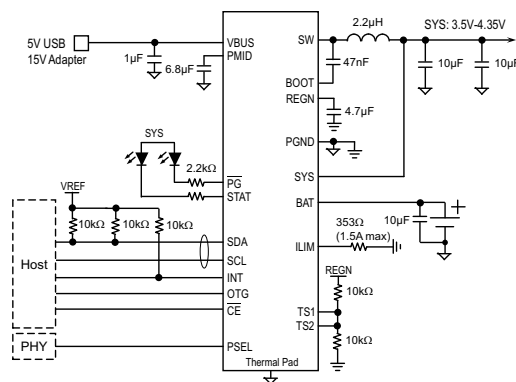 5V USB
15V Adapter
1μF
6.8μF
VBUS
PMID
SYS
2.2kΩ
PG
STAT
VREF
10kΩ
10kΩ
10kΩ
Host
SDA
SCL
INT
OTG
CE
PHY
PSEL
Thermal Pad
SW
2.2μH
SYS: 3.5V-4.35V
47nF
10μF
10μF
BOOT
REGN
4.7μF
PGND
SYS
BAT
10μF
+
353Ω
(1.5A max)
ILIM
REGN
10kΩ
TS1
TS2
10kΩ